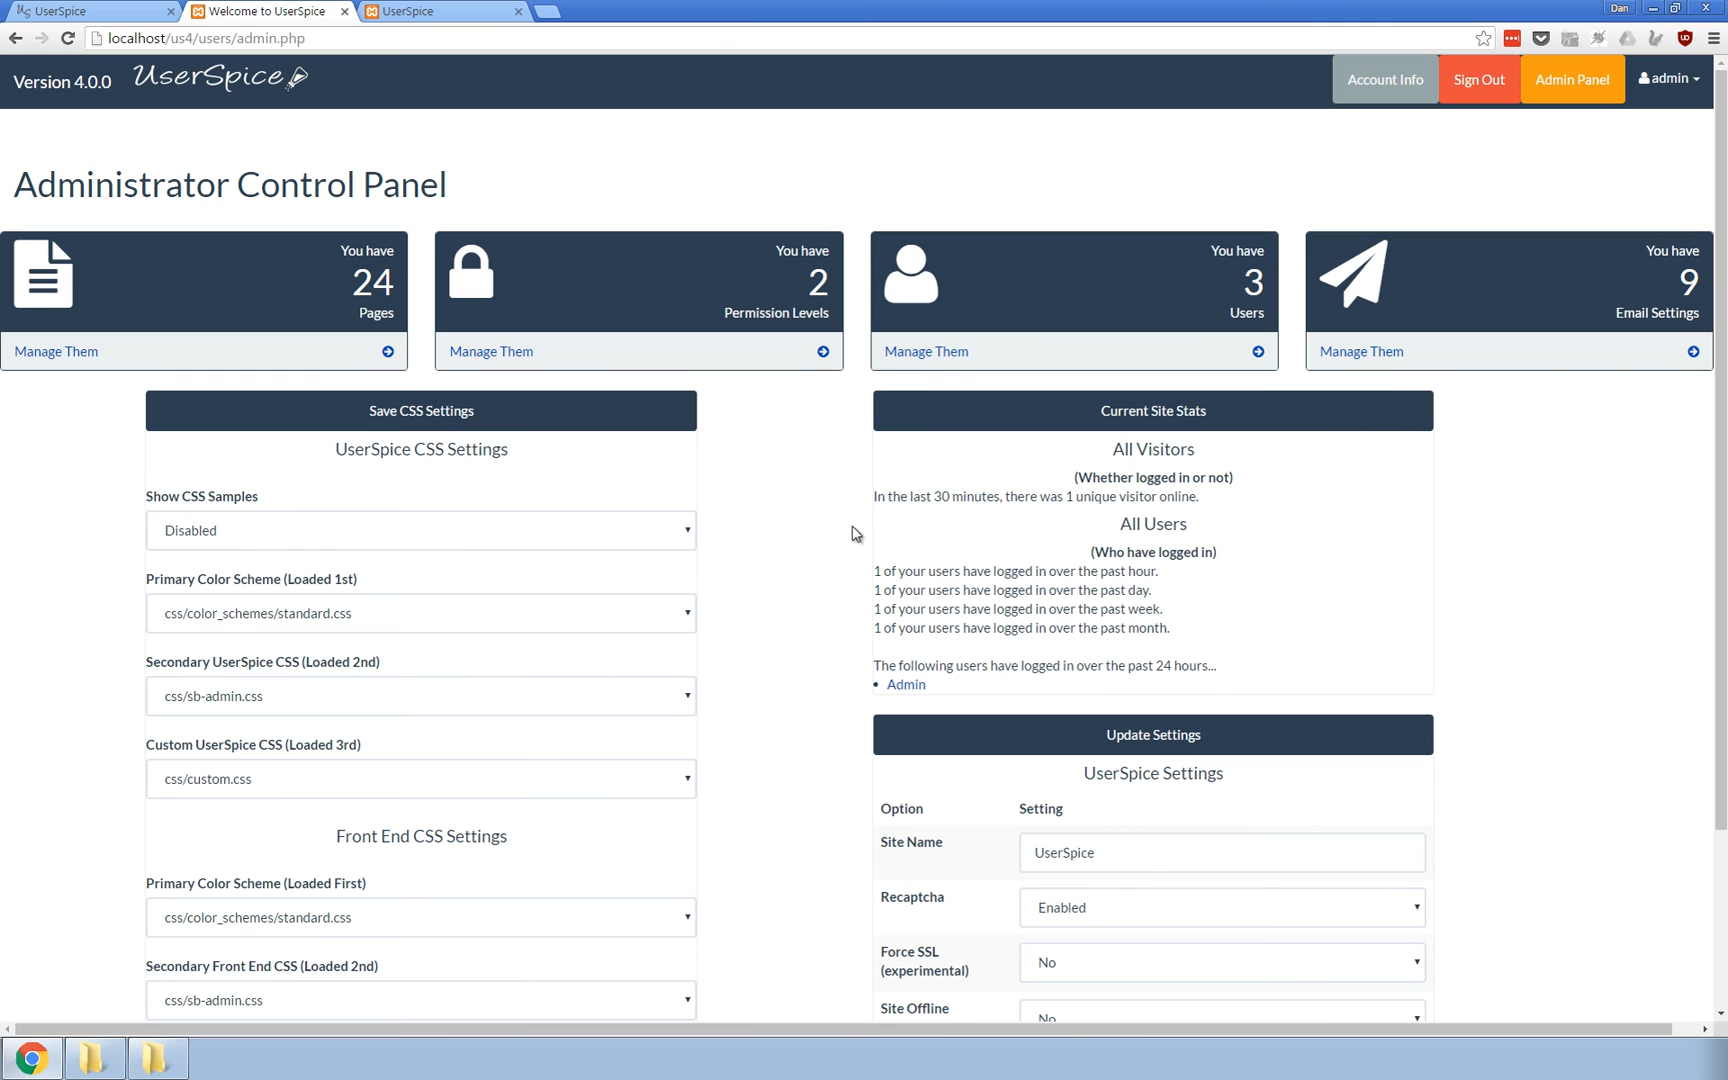 UserSpice
Welcome to UserSpice
UserSpice
Dan
localhost/us4/users/admin.php
Version 4.0.0
UserSpice
Account Info
Sign Out
Admin Panel
admin
Administrator Control Panel
You have
24
Pages
Manage Them
You have
2
Permission Levels
Manage Them
You have
3
Users
Manage Them
You have
9
Email Settings
Manage Them
Save CSS Settings
UserSpice CSS Settings
Show CSS Samples
Disabled
Primary Color Scheme (Loaded 1st)
css/color_schemes/standard.css
Secondary UserSpice CSS (Loaded 2nd)
css/sb-admin.css
Custom UserSpice CSS (Loaded 3rd)
css/custom.css
Front End CSS Settings
Primary Color Scheme (Loaded First)
css/color_schemes/standard.css
Secondary Front End CSS (Loaded 2nd)
css/sb-admin.css
Current Site Stats
All Visitors
(Whether logged in or not)
In the last 30 minutes, there was 1 unique visitor online.
All Users
(Who have logged in)
1 of your users have logged in over the past hour.
1 of your users have logged in over the past day.
1 of your users have logged in over the past week.
1 of your users have logged in over the past month.
The following users have logged in over the past 24 hours...
• Admin
Update Settings
UserSpice Settings
Option Setting
Site Name
UserSpice
Recaptcha
Enabled
Force SSL
(experimental)
No
Site Offline
No